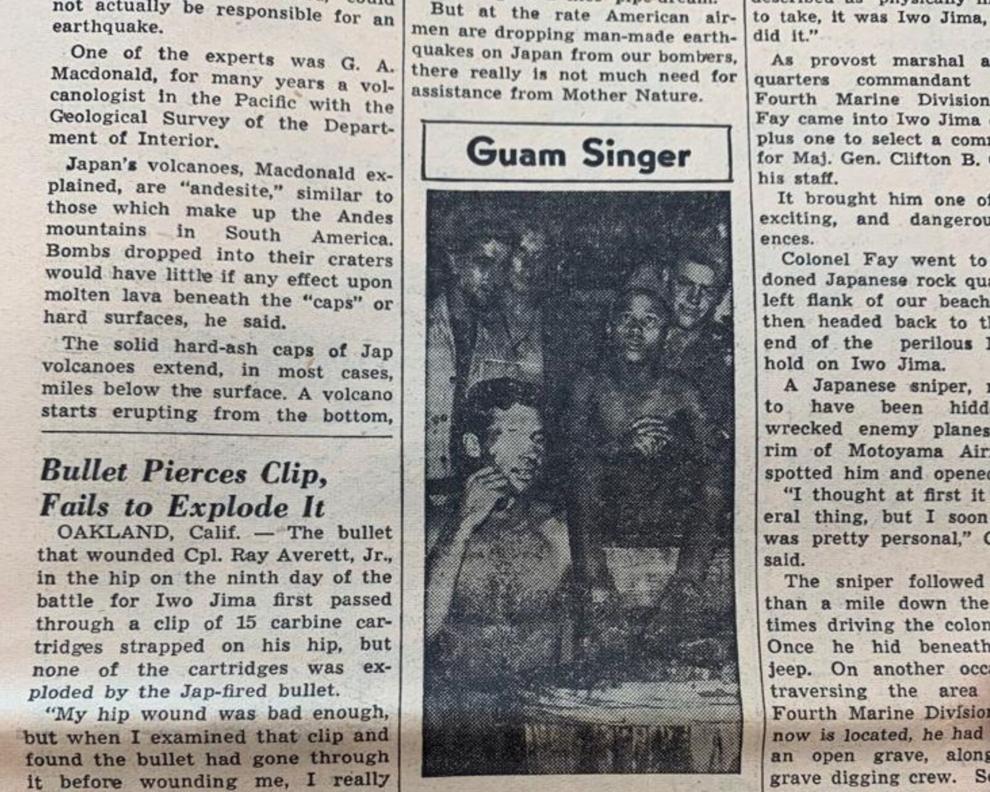 not actually be responsible for an
earthquake.
One of the experts was G. A.
Macdonald, for many years a vol-
canologist in the Pacific with the
Geological Survey of the Depart-
ment of Interior.
Japan's volcanoes, Macdonald ex-
plained, are "andesite," similar to
those which make up the Andes
mountains in South America.
Bombs dropped into their craters
would have little if any effect upon
molten lava beneath the "caps" or
hard surfaces, he said.
The solid hard-ash caps of Jap
volcanoes extend, in most cases,
miles below the surface. A volcano
starts erupting from the bottom,
Bullet Pierces Clip,
Fails to Explode It
OAKLAND, Calif. — The bullet
that wounded Cpl. Ray Averett, Jr.,
in the hip on the ninth day of the
battle for Iwo Jima first passed
through a clip of 15 carbine car-
tridges strapped on his hip, but
none of the cartridges was ex-
ploded by the Jap-fired bullet.
"My hip wound was bad enough,
but when I examined that clip and
found the bullet had gone through
it before wounding me, I really
But at the rate American air-
men are dropping man-made earth-
quakes on Japan from our bombers,
there really is not much need for
assistance from Mother Nature.
Guam Singer
to take, it was Iwo Jima,
did it."
As provost marshal a
quarters commandant
Fourth Marine Division
Fay came into Iwo Jima
plus one to select a com
for Maj. Gen. Clifton B.
his staff.
It brought him one of
exciting, and dangerou
ences.
Colonel Fay went to
doned Japanese rock qua
left flank of our beach
then headed back to th
end of the perilous
hold on Iwo Jima.
A Japanese sniper,
to have been hidd
wrecked enemy planes
rim of Motoyama Air
spotted him and opened
"I thought at first it
eral thing, but I soon
was pretty personal,"
said.
The sniper followed
than a mile down the
times driving the colon
Once he hid beneath
jeep. On another occa
traversing the area
Fourth Marine Division
now is located, he had
an open grave, along
grave digging crew.